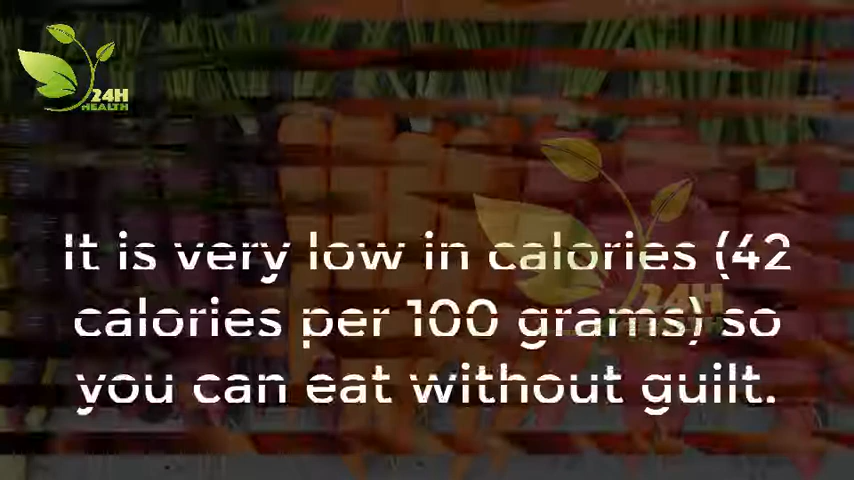 24H
HEALTH
It is very low in calories (42
calories per 100 grams) so
you can eat without guilt.
24H